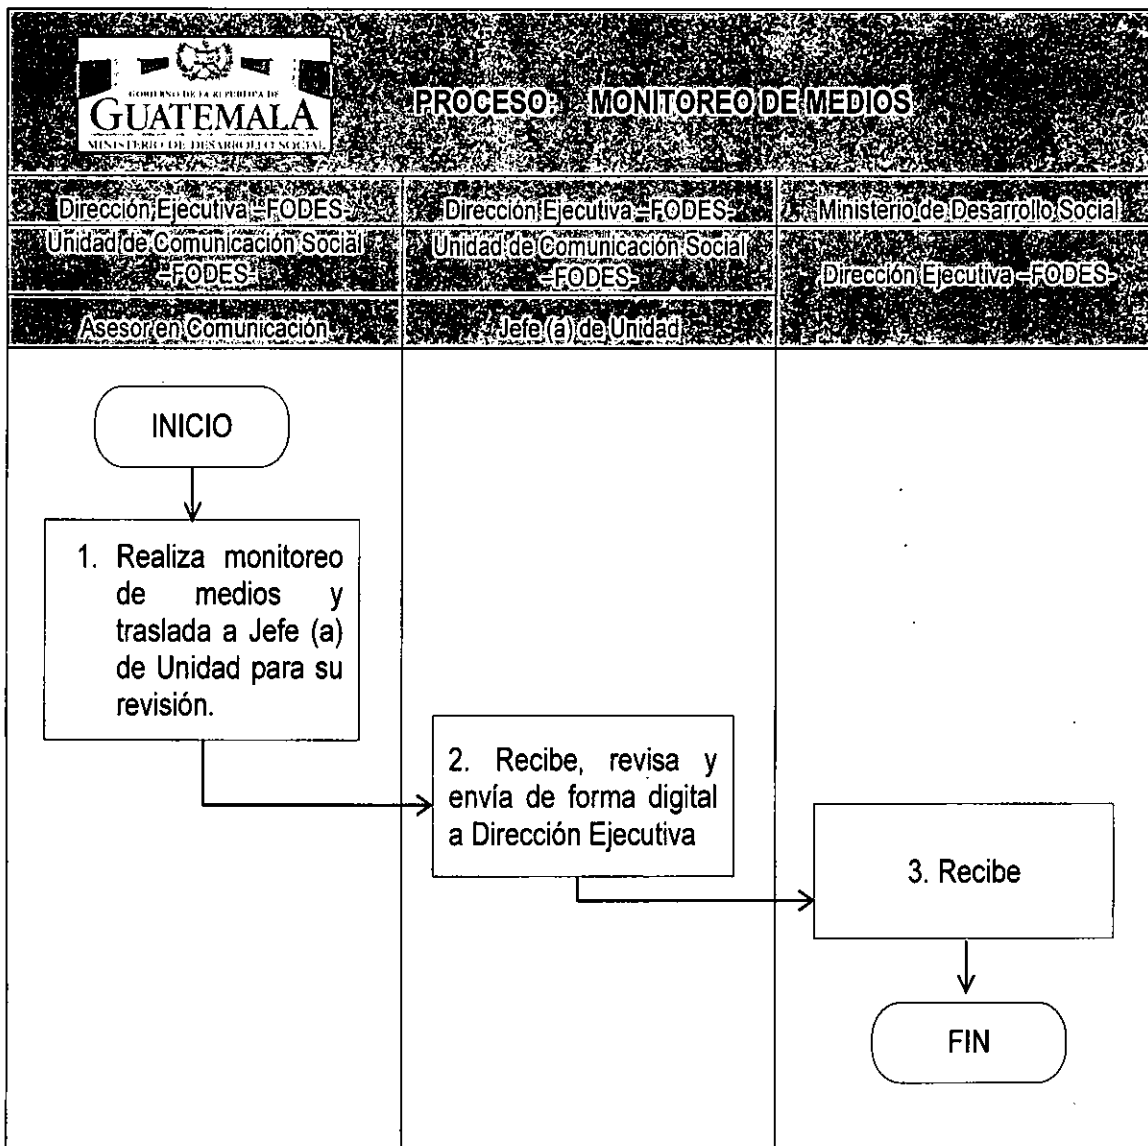 GOBIERNO DE LA REPUBLICA DE
GUATEMALA
MINISTERIO DE DESARROLLO SOCIAL
PROCESO: MONITOREO DE MEDIOS
Dirección Ejecutiva –FODES-
Dirección Ejecutiva –FODES-
Ministerio de Desarrollo Social
Unidad de Comunicación Social
–FODES-
Unidad de Comunicación Social
–FODES-
Dirección Ejecutiva –FODES-
Asesor en Comunicación
Jefe (a) de Unidad
INICIO
1. Realiza monitoreo
de medios y
traslada a Jefe (a)
de Unidad para su
revisión.
2. Recibe, revisa y
envía de forma digital
a Dirección Ejecutiva
3. Recibe
FIN